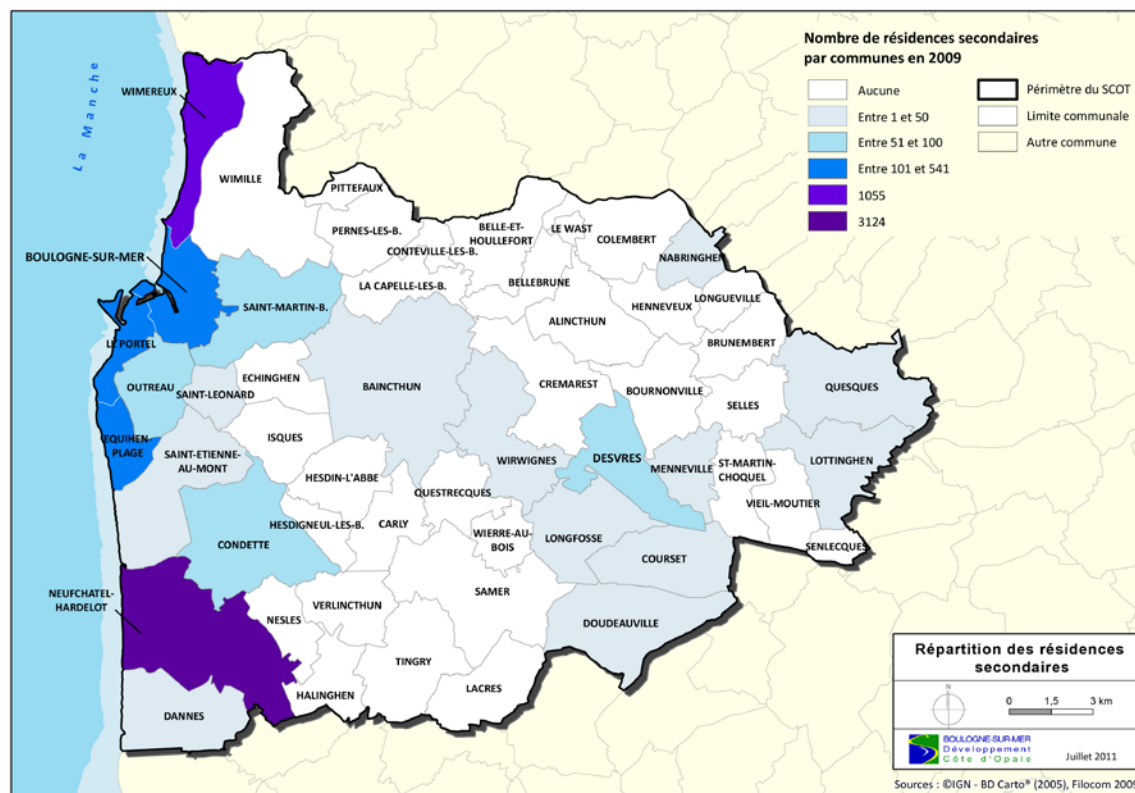 La Manche
WIMEREUX
WIMILLE
BOULOGNE-SUR-MER
PITTEFAUX
PERNES-LES-B.
CONTEVILLE-LES-B.
BELLE-ET-
HOULLEFORT
LE WAST
COLEMBERT
NABRINGHEN
SAINT-MARTIN-B.
LA CAPELLE-LES-B.
BELLEBRUNE
HENNEVEUX
LONGUEVILLE
ALINCTHUN
BRUNEMBERT
LE PORTEL
OUTREAU
SAINT-LEONARD
ECHINGHEN
BAINCTHUN
CREMAREST
BOURNONVILLE
SELLES
QUESQUES
EQUIHEN-
PLAGE
ISQUES
SAINT-ETIENNE-
AU-MONT
HESDIN-L'ABBE
WIRWIGNES
DESVRES
MENNEVILLE
ST-MARTIN-
CHOQUEL
LOTTINGHEN
QUESTRECQUES
VIEIL-MOUTIER
HESDIGNEUL-LES-B.
CARLY
WIERRE-AU-
BOIS
LONGFOSSE
CONDETTE
COURSET
SENLECQUES
NEUFCHATEL-
HARDELOT
SAMER
NESLES
VERLINCTHUN
DOUDEAUVILLE
TINGRY
HALINGHEN
LACRES
DANNES
Nombre de résidences secondaires
par communes en 2009
Aucune
Entre 1 et 50
Entre 51 et 100
Entre 101 et 541
1055
3124
Périmètre du SCOT
Limite communale
Autre commune
Répartition des résidences
secondaires
N
0 1,5 3 km
BOULOGNE-SUR-MER
Développement
Côte d'Opale
Juillet 2011
Sources : ©IGN - BD Carto® (2005), Filocom 2009